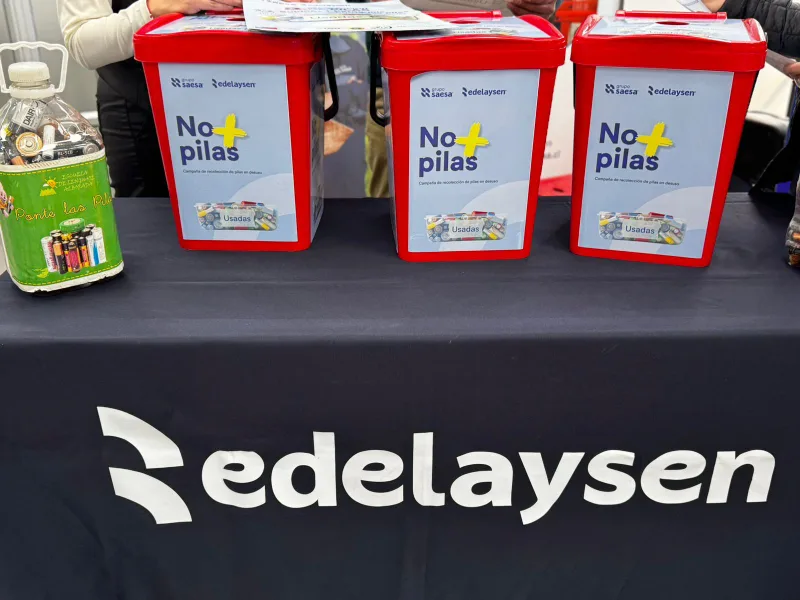 grupo
saesa
edelaysen
No+
pilas
Campaña de recolección de pilas en desuso
Usadas
grupo
saesa
edelaysen
No+
pilas
Campaña de recolección de pilas en desuso
Usadas
grupo
saesa
edelaysen
No+
pilas
Campaña de recolección de pilas en desuso
Usadas
Ponte las Pilas
edelaysen